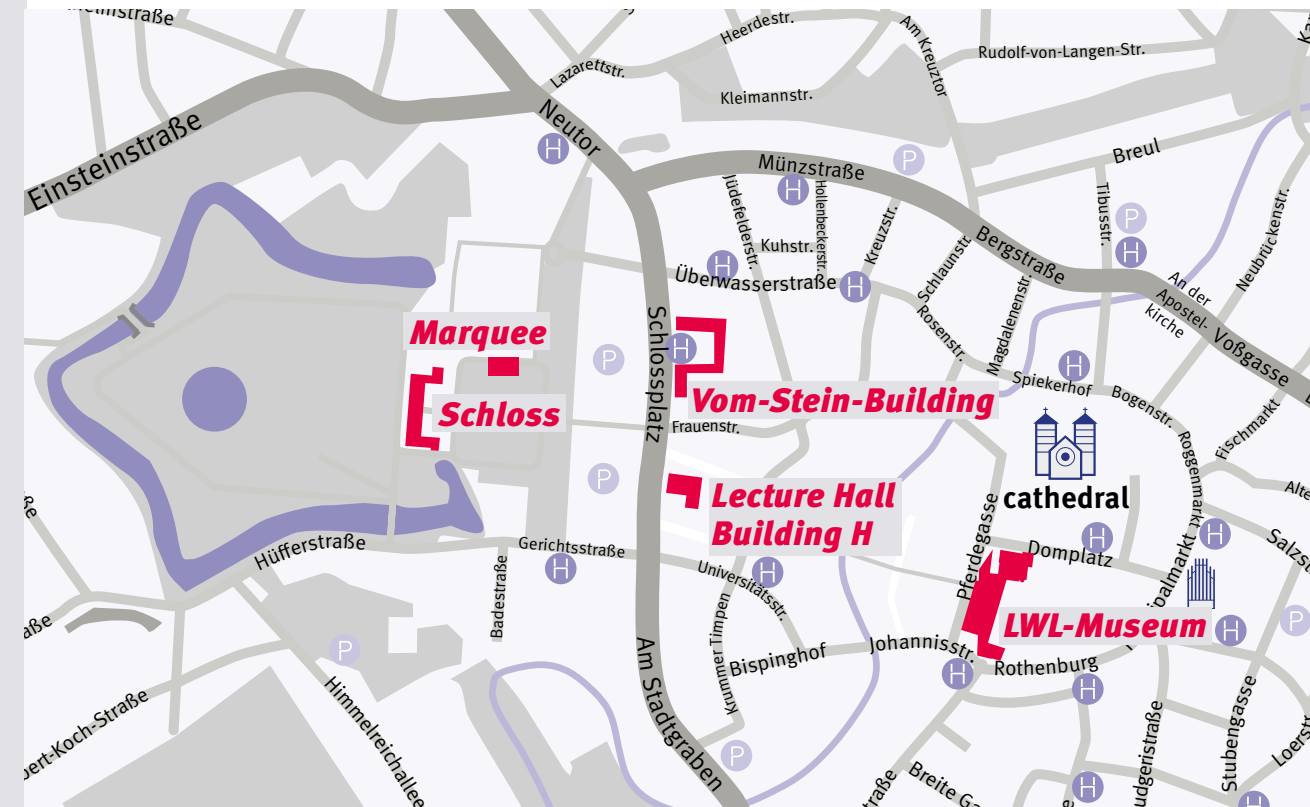 Heerdestr.
Am Kreuztor
Rudolf-von-Langen-Str.
Lazarettstr.
Kleimannstr.
Neutor
H
Einsteinstraße
Münzstraße
P
Breul
H
Jüdefelderstr.
Hollenbeckerstr.
Kreuzstr.
Tibusstr.
P
H
Neubrückenstr.
Kuhstr.
Schlaunstr.
Bergstraße
H
Überwasserstraße
H
An der
Apostel-
kirche
Magdalenenstr.
Rosenstr.
Voßgasse
Marquee
Schlossplatz
H
P
Spiekerhof
H
Bogenstr.
Schloss
Vom-Stein-Building
Frauenstr.
Fischmarkt
Roggenmarkt
cathedral
P
Lecture Hall
Building H
Pferdegasse
H
H
Domplatz
Hüfferstraße
Gerichtsstraße
H
Universitätsstr.
H
Badestraße
LWL-Museum
H
P
P
Krummer Timpen
Bispinghof
Johannisstr.
Rothenburg
H
H
Am Stadtgraben
P
Himmelreichallee
Stubengasse
H
H